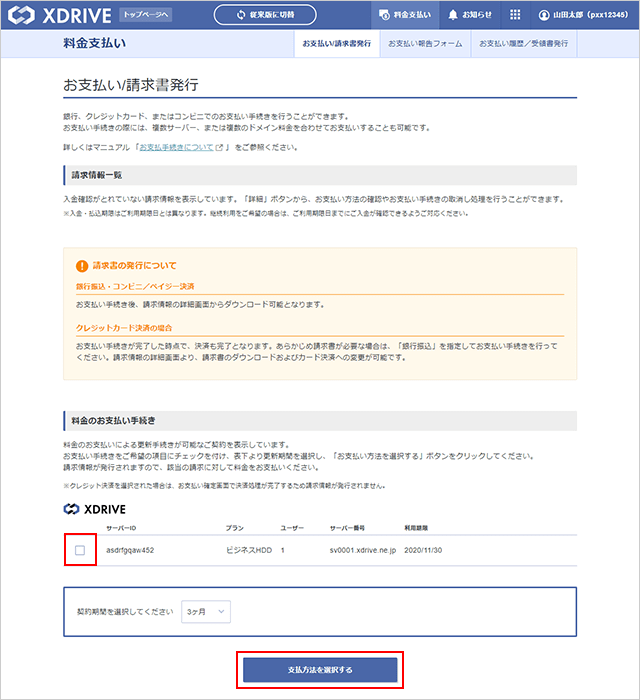 XDRIVE トップページへ 従来版に切替 料金支払い お知らせ 山田太郎（pxx12345）
料金支払い お支払い/請求書発行 お支払い報告フォーム お支払い履歴／受領書発行
お支払い/請求書発行
銀行、クレジットカード、またはコンビニでのお支払い手続きを行うことができます。
お支払い手続きの際には、複数サーバー、または複数のドメイン料金を合わせてお支払いすることも可能です。
詳しくはマニュアル「お支払手続きについて」をご参照ください。
請求情報一覧
入金確認がとれていない請求情報を表示しています。「詳細」ボタンから、お支払い方法の確認やお支払い手続きの取消し処理を行うことができます。
※入金・払込期限はご利用期限日とは異なります。継続利用をご希望の場合は、ご利用期限日までにご入金が確認できるようご対応ください。
請求書の発行について
銀行振込・コンビニ／ペイジー決済
お支払い手続き後、請求情報の詳細画面からダウンロード可能となります。
クレジットカード決済の場合
お支払い手続きが完了した時点で、決済も完了となります。あらかじめ請求書が必要な場合は、「銀行振込」を指定してお支払い手続きを行って
ください。請求情報の詳細画面より、請求書のダウンロードおよびカード決済への変更が可能です。
料金のお支払い手続き
料金のお支払いによる更新手続きが可能なご契約を表示しています。
お支払い手続きをご希望の項目にチェックを付け、表下より更新期間を選択し、「お支払い方法を選択する」ボタンをクリックしてください。
請求情報が発行されますので、該当の請求に対して料金をお支払いください。
※クレジット決済を選択された場合は、お支払い確定画面で決済処理が完了するため請求情報が発行されません。
XDRIVE
サーバーID プラン ユーザー サーバー番号 利用期限
asdrfgqaw452 ビジネスHDD 1 sv0001.xdrive.ne.jp 2020/11/30
契約期間を選択してください 3ヶ月
支払方法を選択する